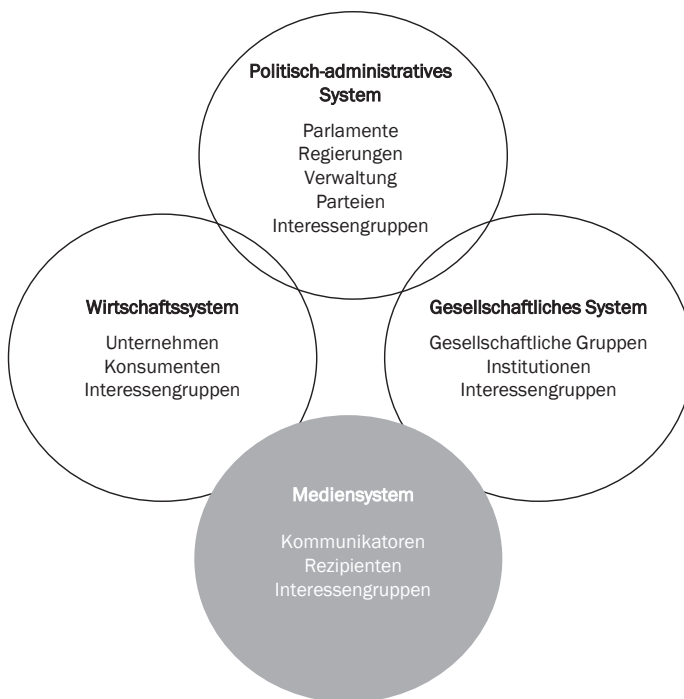 Politisch-administratives
System
Parlamente
Regierungen
Verwaltung
Parteien
Interessengruppen
Wirtschaftssystem
Unternehmen
Konsumenten
Interessengruppen
Gesellschaftliches System
Gesellschaftliche Gruppen
Institutionen
Interessengruppen
Mediensystem
Kommunikatoren
Rezipienten
Interessengruppen